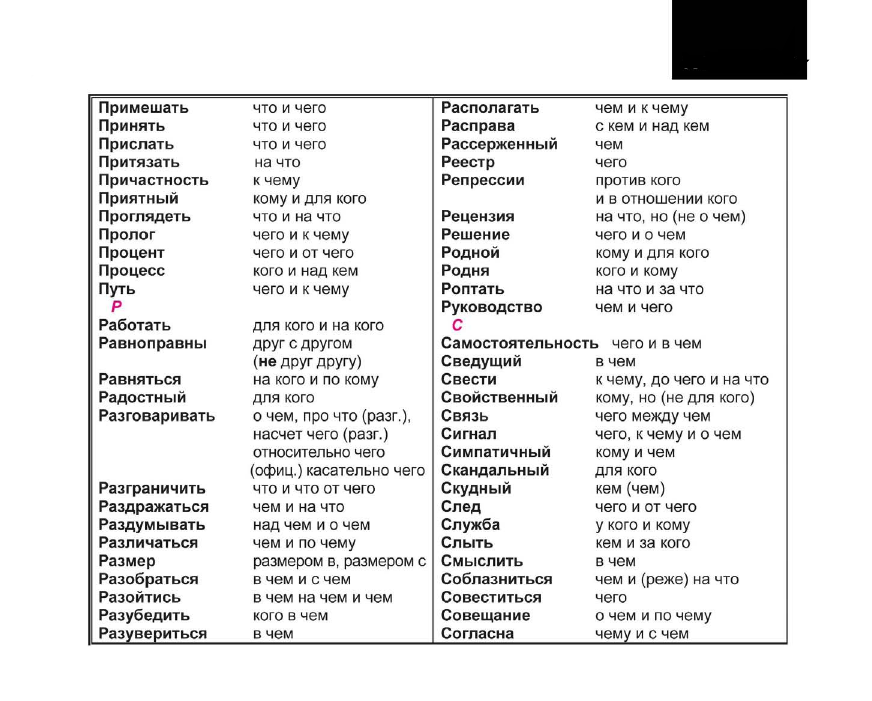 Примешать что и чего
Принять что и чего
Прислать что и чего
Притязать на что
Причастность к чему
Приятный кому и для кого
Проглядеть что и на что
Пролог чего и к чему
Процент чего и от чего
Процесс кого и над кем
Путь чего и к чему
Р
Работать для кого и на кого
Равноправны друг с другом
(не друг другу)
Равняться на кого и по кому
Радостный для кого
Разговаривать о чем, про что (разг.),
насчет чего (разг.)
относительно чего
(офиц.) касательно чего
Разграничить что и что от чего
Раздражаться чем и на что
Раздумывать над чем и о чем
Различаться чем и по чему
Размер размером в, размером с
Разобраться в чем и с чем
Разойтись в чем на чем и чем
Разубедить кого в чем
Разувериться в чем
Располагать чем и к чему
Расправа с кем и над кем
Рассерженный чем
Реестр чего
Репрессии против кого
и в отношении кого
Рецензия на что, но (не о чем)
Решение чего и о чем
Родной кому и для кого
Родня кого и кому
Роптать на что и за что
Руководство чем и чего
С
Самостоятельность чего и в чем
Сведущий в чем
Свести к чему, до чего и на что
Свойственный кому, но (не для кого)
Связь чего между чем
Сигнал чего, к чему и о чем
Симпатичный кому и чем
Скандальный для кого
Скудный кем (чем)
След чего и от чего
Служба у кого и кому
Слыть кем и за кого
Смыслить в чем
Соблазниться чем и (реже) на что
Совеститься чего
Совещание о чем и по чему
Согласна чему и с чем